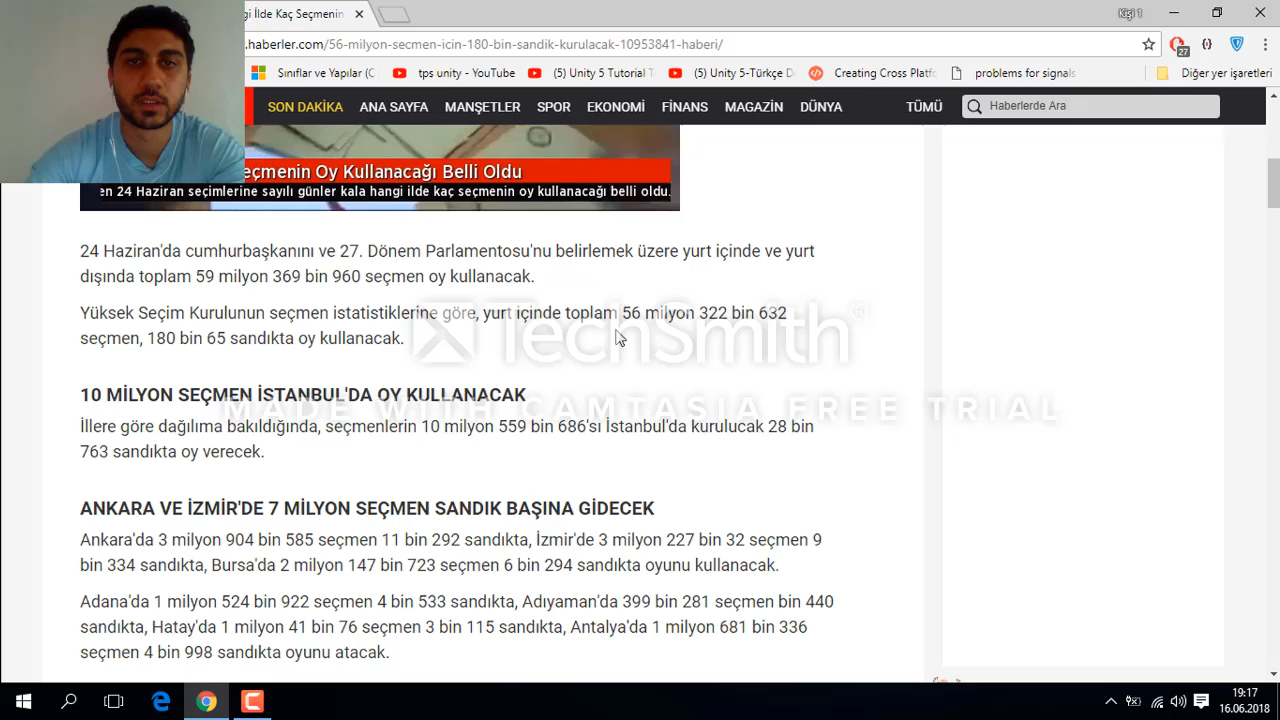 gi İlde Kaç Seçmenin
Kişi 1
.haberler.com/56-milyon-secmen-icin-180-bin-sandik-kurulacak-10953841-haberi/
27
Sınıflar ve Yapılar (C
tps unity - YouTube
(5) Unity 5 Tutorial
(5) Unity 5-Türkçe D
Creating Cross Platf
problems for signals
Diğer yer işaretleri
SON DAKİKA ANA SAYFA MANŞETLER SPOR EKONOMİ FİNANS MAGAZİN DÜNYA TÜMÜ Haberlerde Ara
eçmenin Oy Kullanacağı Belli Oldu
en 24 Haziran seçimlerine sayılı günler kala hangi ilde kaç seçmenin oy kullanacağı belli oldu.
24 Haziran'da cumhurbaşkanını ve 27. Dönem Parlamentosu'nu belirlemek üzere yurt içinde ve yurt
dışında toplam 59 milyon 369 bin 960 seçmen oy kullanacak.
Yüksek Seçim Kurulunun seçmen istatistiklerine göre, yurt içinde toplam 56 milyon 322 bin 632
seçmen, 180 bin 65 sandıkta oy kullanacak.
TechSmith
MADE WITH CAMTASIA FREE TRIAL
10 MİLYON SEÇMEN İSTANBUL'DA OY KULLANACAK
İllere göre dağılıma bakıldığında, seçmenlerin 10 milyon 559 bin 686'sı İstanbul'da kurulucak 28 bin
763 sandıkta oy verecek.
ANKARA VE İZMİR'DE 7 MİLYON SEÇMEN SANDIK BAŞINA GİDECEK
Ankara'da 3 milyon 904 bin 585 seçmen 11 bin 292 sandıkta, İzmir'de 3 milyon 227 bin 32 seçmen 9
bin 334 sandıkta, Bursa'da 2 milyon 147 bin 723 seçmen 6 bin 294 sandıkta oyunu kullanacak.
Adana'da 1 milyon 524 bin 922 seçmen 4 bin 533 sandıkta, Adıyaman'da 399 bin 281 seçmen bin 440
sandıkta, Hatay'da 1 milyon 41 bin 76 seçmen 3 bin 115 sandıkta, Antalya'da 1 milyon 681 bin 336
seçmen 4 bin 998 sandıkta oyunu atacak.
19:17
16.06.2018